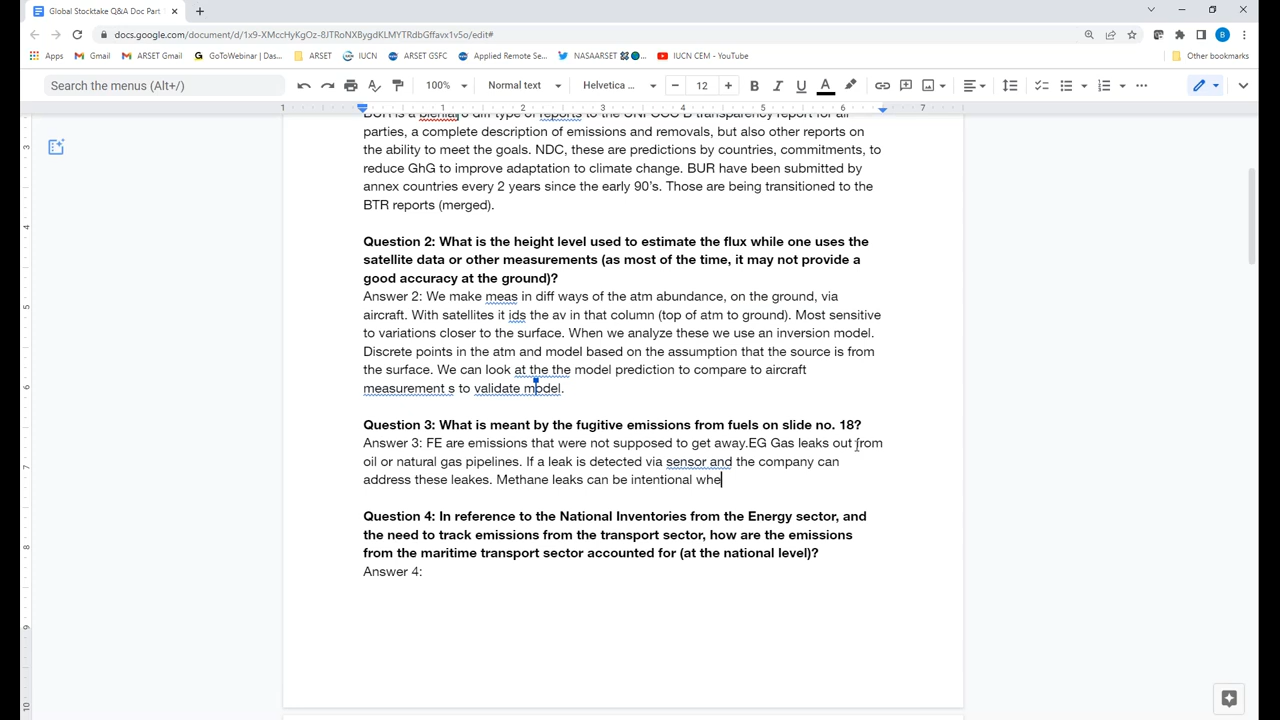 Global Stocktake Q&A Doc Part
docs.google.com/document/d/1x9-XMccHyKgOz-8JTRoNXBygdKLMYTRdbGffavx1v5o/edit#
B
Apps Gmail ARSET Gmail GoToWebinar | Das... ARSET IUCN ARSET GSFC Applied Remote Se... NASAARSET IUCN CEM - YouTube Other bookmarks
Search the menus (Alt+/) 100% Normal text Helvetica ... 12 B I U A
1 1 2 3 4 5 6 7
parties, a complete description of emissions and removals, but also other reports on
the ability to meet the goals. NDC, these are predictions by countries, commitments, to
reduce GhG to improve adaptation to climate change. BUR have been submitted by
annex countries every 2 years since the early 90's. Those are being transitioned to the
BTR reports (merged).
Question 2: What is the height level used to estimate the flux while one uses the
satellite data or other measurements (as most of the time, it may not provide a
good accuracy at the ground)?
Answer 2: We make meas in diff ways of the atm abundance, on the ground, via
aircraft. With satellites it ids the av in that column (top of atm to ground). Most sensitive
to variations closer to the surface. When we analyze these we use an inversion model.
Discrete points in the atm and model based on the assumption that the source is from
the surface. We can look at the the model prediction to compare to aircraft
measurement s to validate model.
Question 3: What is meant by the fugitive emissions from fuels on slide no. 18?
Answer 3: FE are emissions that were not supposed to get away.EG Gas leaks out from
oil or natural gas pipelines. If a leak is detected via sensor and the company can
address these leakes. Methane leaks can be intentional whe
Question 4: In reference to the National Inventories from the Energy sector, and
the need to track emissions from the transport sector, how are the emissions
from the maritime transport sector accounted for (at the national level)?
Answer 4: